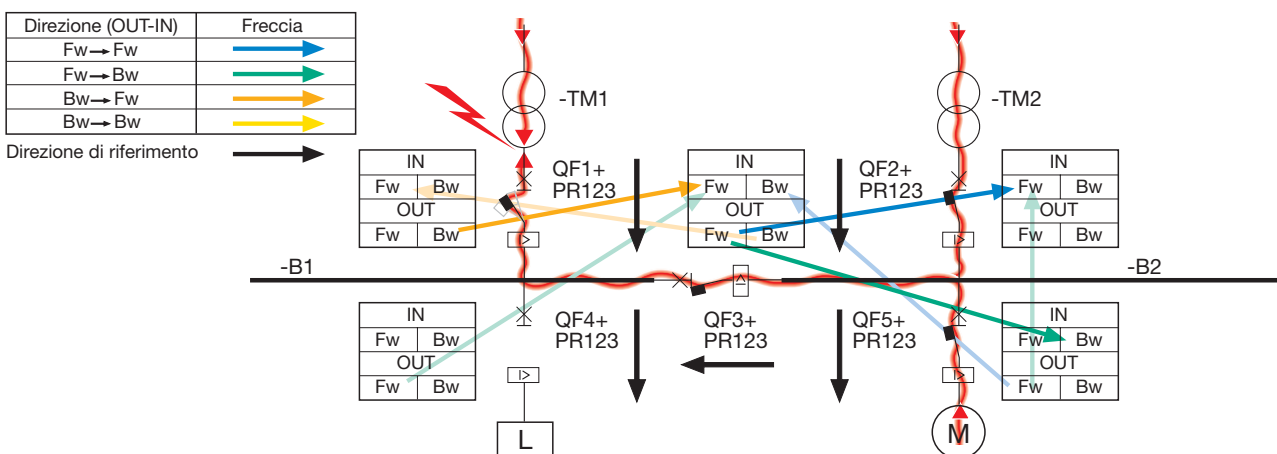 Direzione (OUT-IN) Freccia
Fw→Fw
Fw→Bw
Bw→Fw
Bw→Bw
Direzione di riferimento
-TM1
-TM2
IN
Fw Bw
OUT
Fw Bw
QF1+
PR123
IN
Fw Bw
OUT
Fw Bw
QF2+
PR123
IN
Fw Bw
OUT
Fw Bw
-B1
-B2
IN
Fw Bw
OUT
Fw Bw
QF4+
PR123
QF3+
PR123
QF5+
PR123
IN
Fw Bw
OUT
Fw Bw
I>
I>
I>
I>
I>
L
M